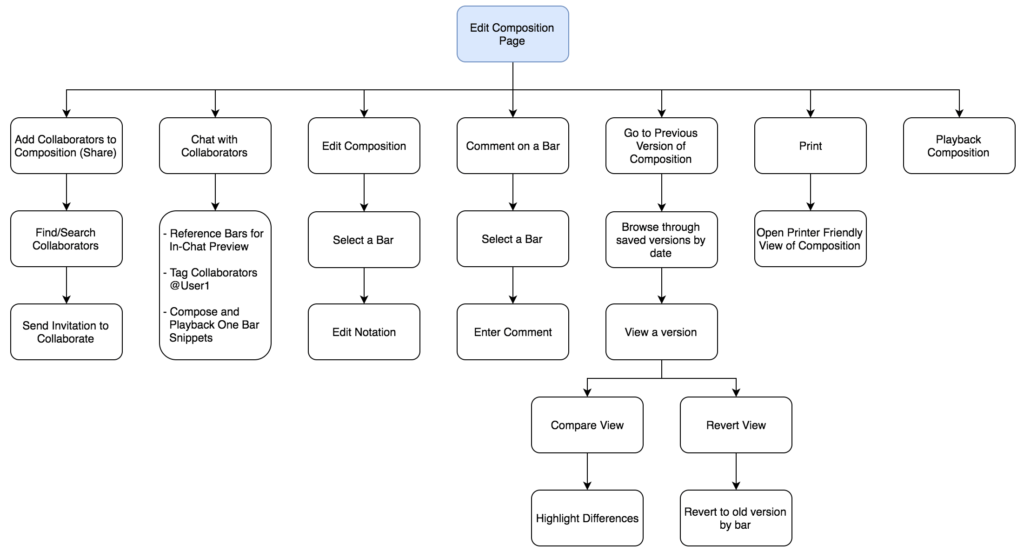 Edit Composition
Page
Add Collaborators to
Composition (Share)
Chat with
Collaborators
Edit Composition
Comment on a Bar
Go to Previous
Version of
Composition
Print
Playback
Composition
Find/Search
Collaborators
- Reference Bars for
In-Chat Preview
- Tag Collaborators
@User1
- Compose and
Playback One Bar
Snippets
Select a Bar
Select a Bar
Browse through
saved versions by
date
Open Printer Friendly
View of Composition
Send Invitation to
Collaborate
Edit Notation
Enter Comment
View a version
Compare View
Revert View
Highlight Differences
Revert to old version
by bar